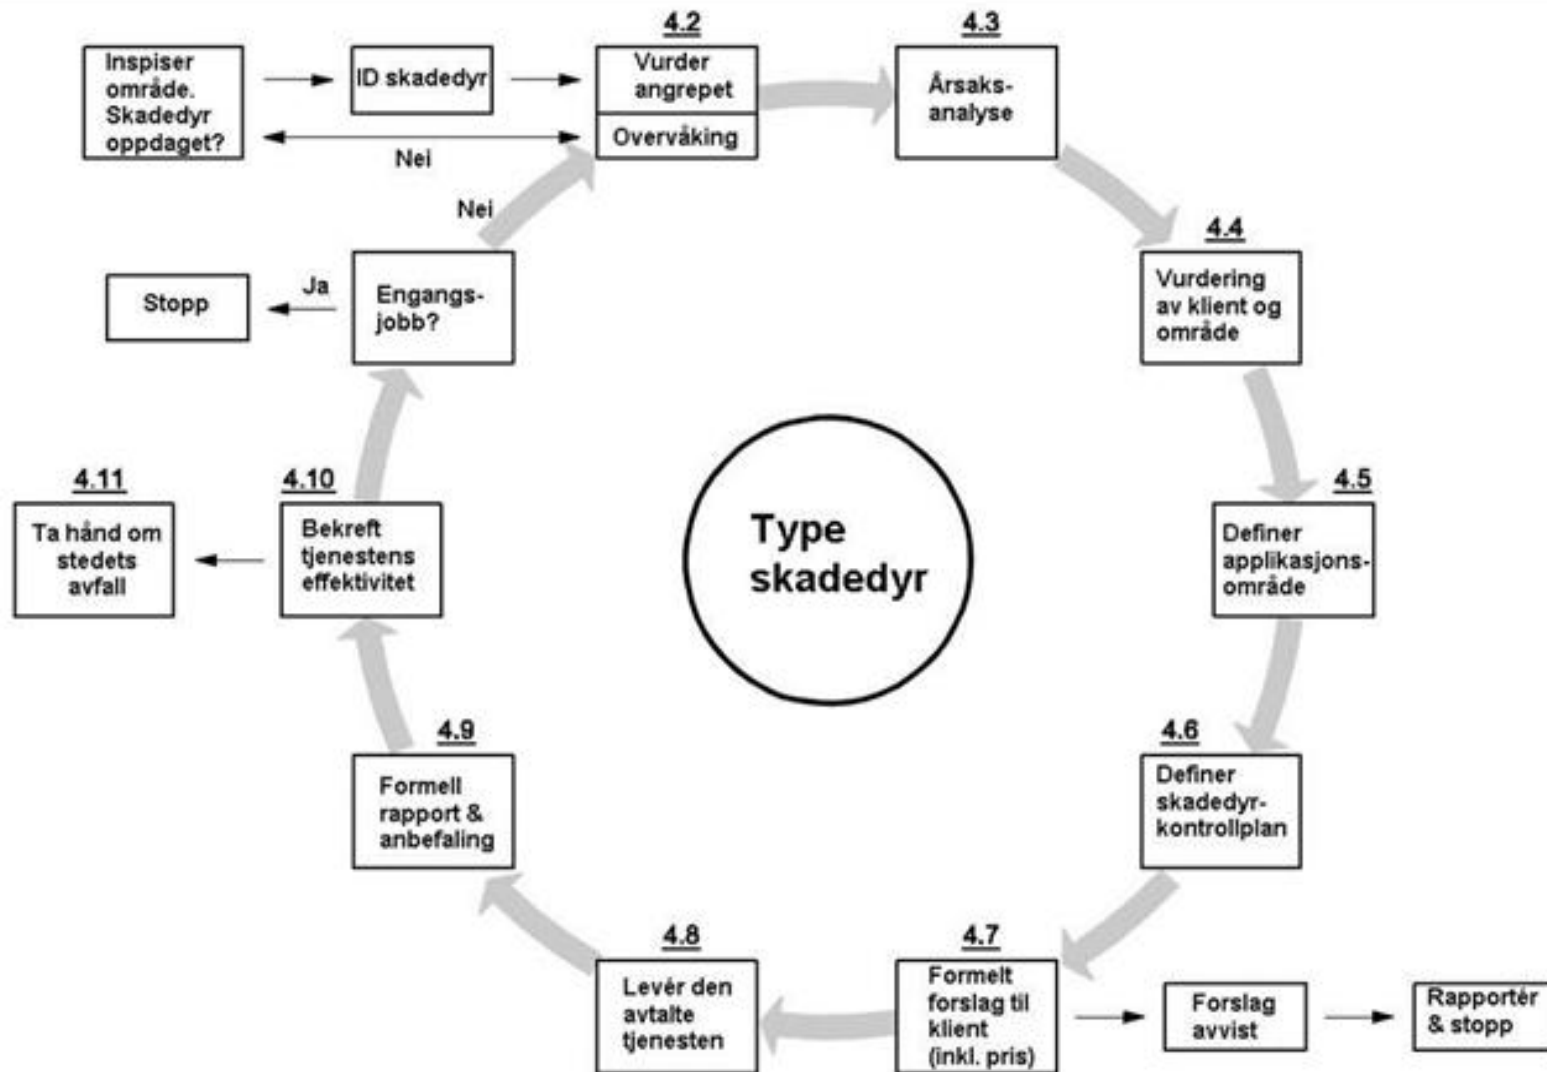 4.2
4.3
Inspiser
område.
Skadedyr
oppdaget?
ID skadedyr
Vurder
angrepet
Overvåking
Årsaks-
analyse
Nei
Nei
4.4
Vurdering
av klient og
område
Stopp
Ja
Engangs-
jobb?
4.11
Ta hånd om
stedets
avfall
4.10
Bekreft
tjenestens
effektivitet
Type
skadedyr
4.5
Definer
applikasjons-
område
4.9
Formell
rapport &
anbefaling
4.6
Definer
skadedyr-
kontrollplan
4.8
Levér den
avtalte
tjenesten
4.7
Formelt
forslag til
klient
(inkl. pris)
Forslag
avvist
Rapportér
& stopp